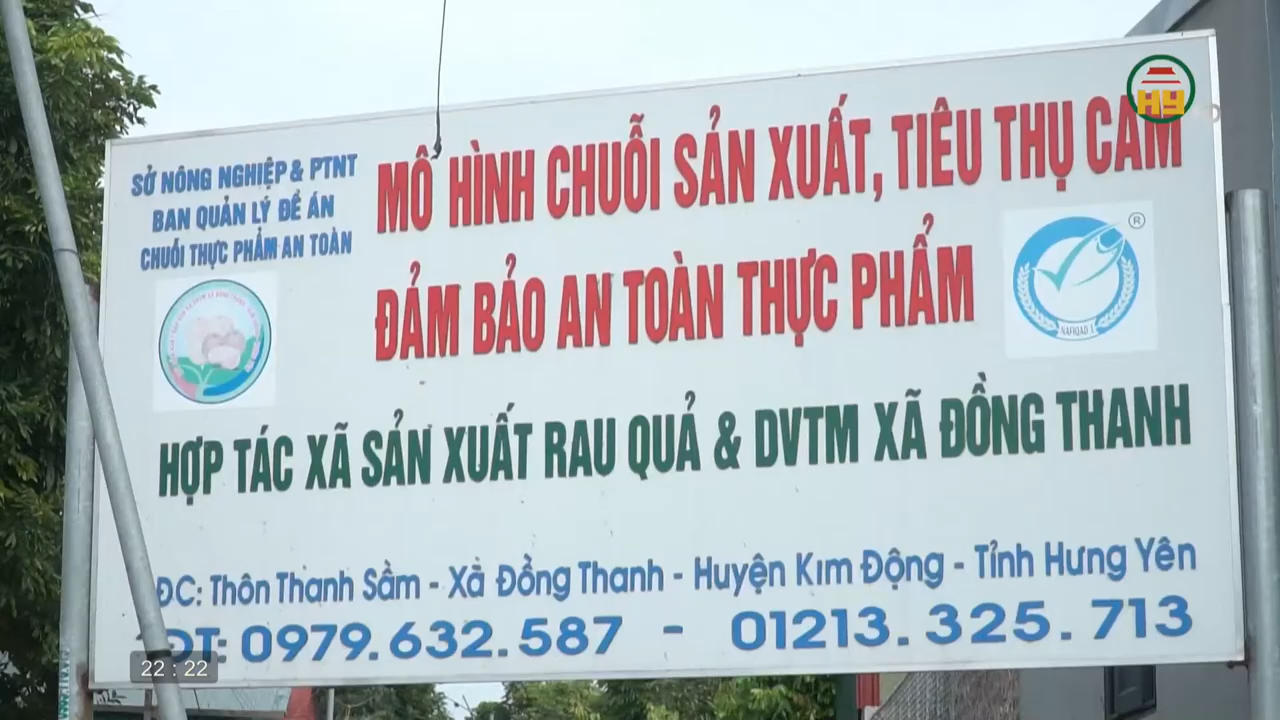 SỞ NÔNG NGHIỆP & PTNT
BAN QUẢN LÝ ĐỀ ÁN
CHUỖI THỰC PHẨM AN TOÀN
MÔ HÌNH CHUỖI SẢN XUẤT, TIÊU THỤ CAM
ĐẢM BẢO AN TOÀN THỰC PHẨM
HY
®
NAFIQAD 1
HỢP TÁC XÃ SẢN XUẤT RAU QUẢ & DVTM XÃ ĐỒNG THANH
ĐC: Thôn Thanh Sầm - Xã Đồng Thanh - Huyện Kim Động - Tỉnh Hưng Yên
ĐT: 0979.632.587 - 01213.325.713
22:22